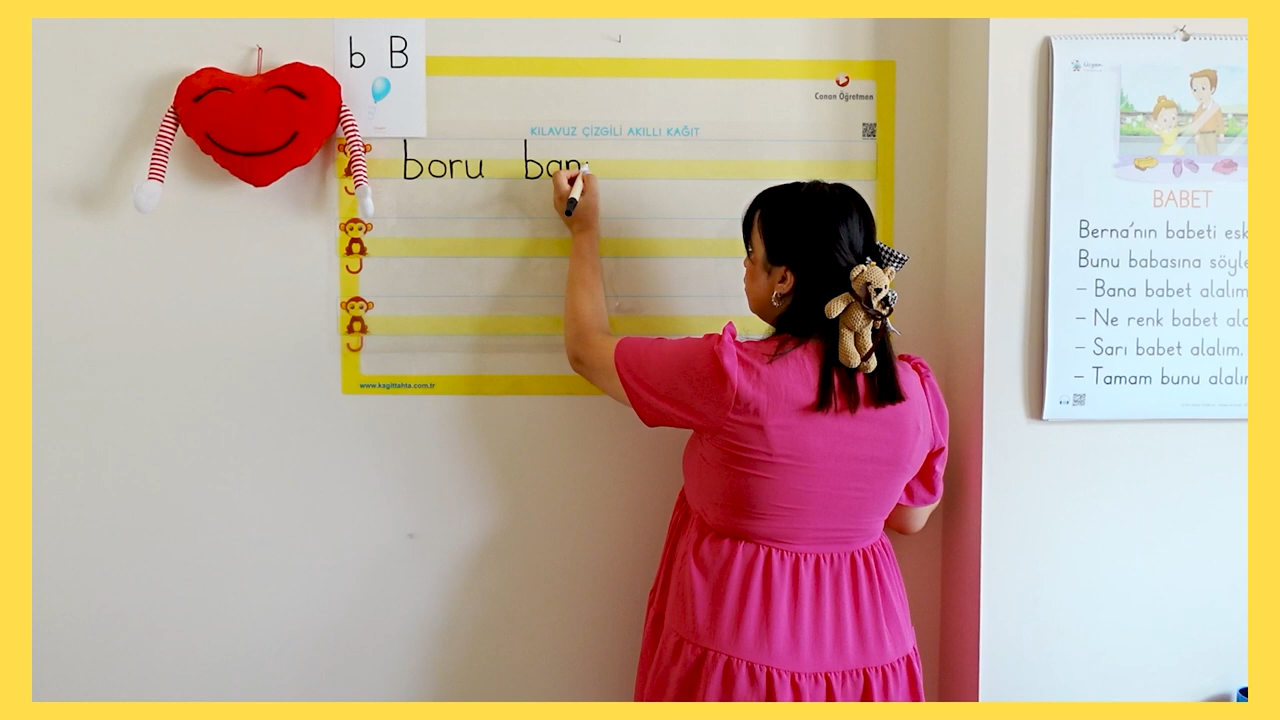 b B
Canan Öğretmen
KILAVUZ ÇİZGİLİ AKILLI KAĞIT
boru ban
www.kagittahta.com.tr
BABET
Berna'nın babeti esk
Bunu babasına söyle
– Bana babet alalım
– Ne renk babet ala
– Sarı babet alalım.
– Tamam bunu alalım